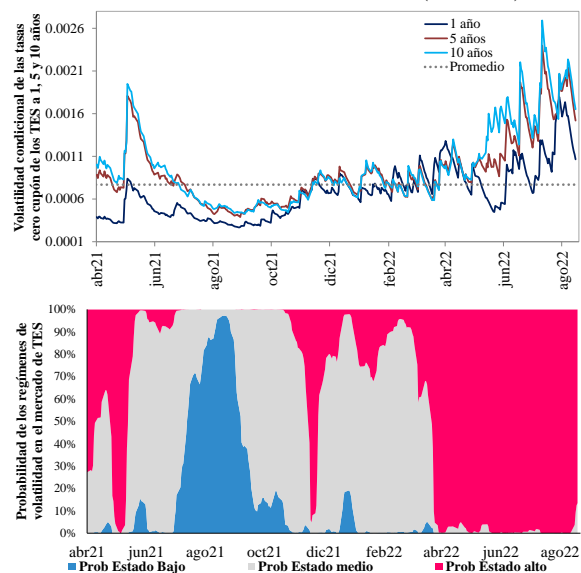 Volatilidad condicional de las tasas
cero cupón de los TES a 1, 5 y 10 años
0.0028
0.0021
0.0016
0.0011
0.0006
0.0001
1 año
5 años
10 años
Promedio
abr21
jun21
ago21
oct21
dic21
feb22
abr22
jun22
ago22
Probabilidad de los regímenes de
volatilidad en el mercado de TES
100%
90%
80%
70%
60%
50%
40%
30%
20%
10%
0%
abr21
jun21
ago21
oct21
dic21
feb22
abr22
jun22
ago22
Prob Estado Bajo
Prob Estado medio
Prob Estado alto